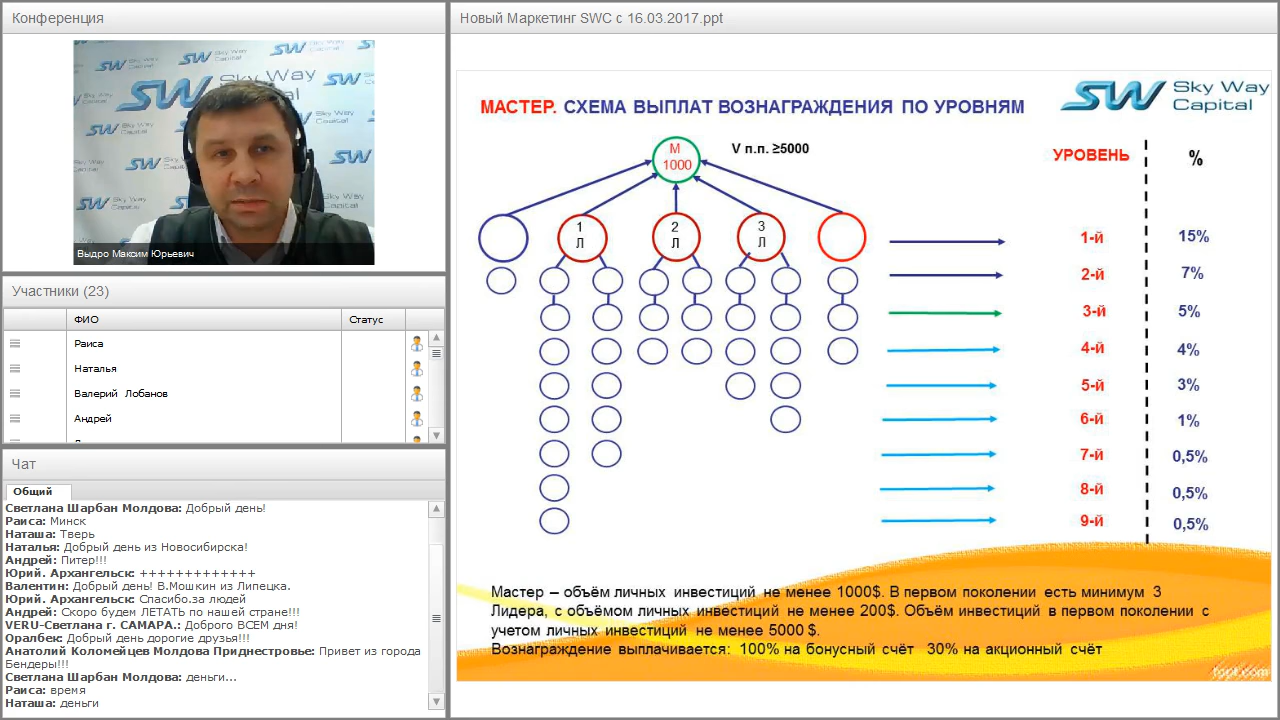 Конференция
SW Sky Way Capital
Выдро Максим Юрьевич
Участники (23)
ФИО
Статус
Раиса
Наталья
Валерий Лобанов
Андрей
Чат
Общий
Светлана Шарбан Молдова: Добрый день!
Раиса: Минск
Наташа: Тверь
Наталья: Добрый день из Новосибирска!
Андрей: Питер!!!
Юрий. Архангельск: +++++++++++++
Валентин: Добрый день! В.Мошкин из Липецка.
Юрий. Архангельск: Спасибо.за людей
Андрей: Скоро будем ЛЕТАТЬ по нашей стране!!!
VERU-Светлана г. САМАРА.: Доброго ВСЕМ дня!
Оралбек: Добрый день дорогие друзья!!!
Анатолий Коломейцев Молдова Приднестровье: Привет из города
Бендеры!!!
Светлана Шарбан Молдова: деньги...
Раиса: время
Наташа: деньги
Новый Маркетинг SWC с 16.03.2017.ppt
МАСТЕР. СХЕМА ВЫПЛАТ ВОЗНАГРАЖДЕНИЯ ПО УРОВНЯМ
SW Sky Way
Capital
М
1000
V п.п. ≥5000
УРОВЕНЬ %
1 2 3
Л Л Л
1-й 15%
2-й 7%
3-й 5%
4-й 4%
5-й 3%
6-й 1%
7-й 0,5%
8-й 0,5%
9-й 0,5%
Мастер – объём личных инвестиций не менее 1000$. В первом поколении есть минимум 3
Лидера, с объёмом личных инвестиций не менее 200$. Объём инвестиций в первом поколении с
учетом личных инвестиций не менее 5000 $.
Вознаграждение выплачивается: 100% на бонусный счёт 30% на акционный счёт